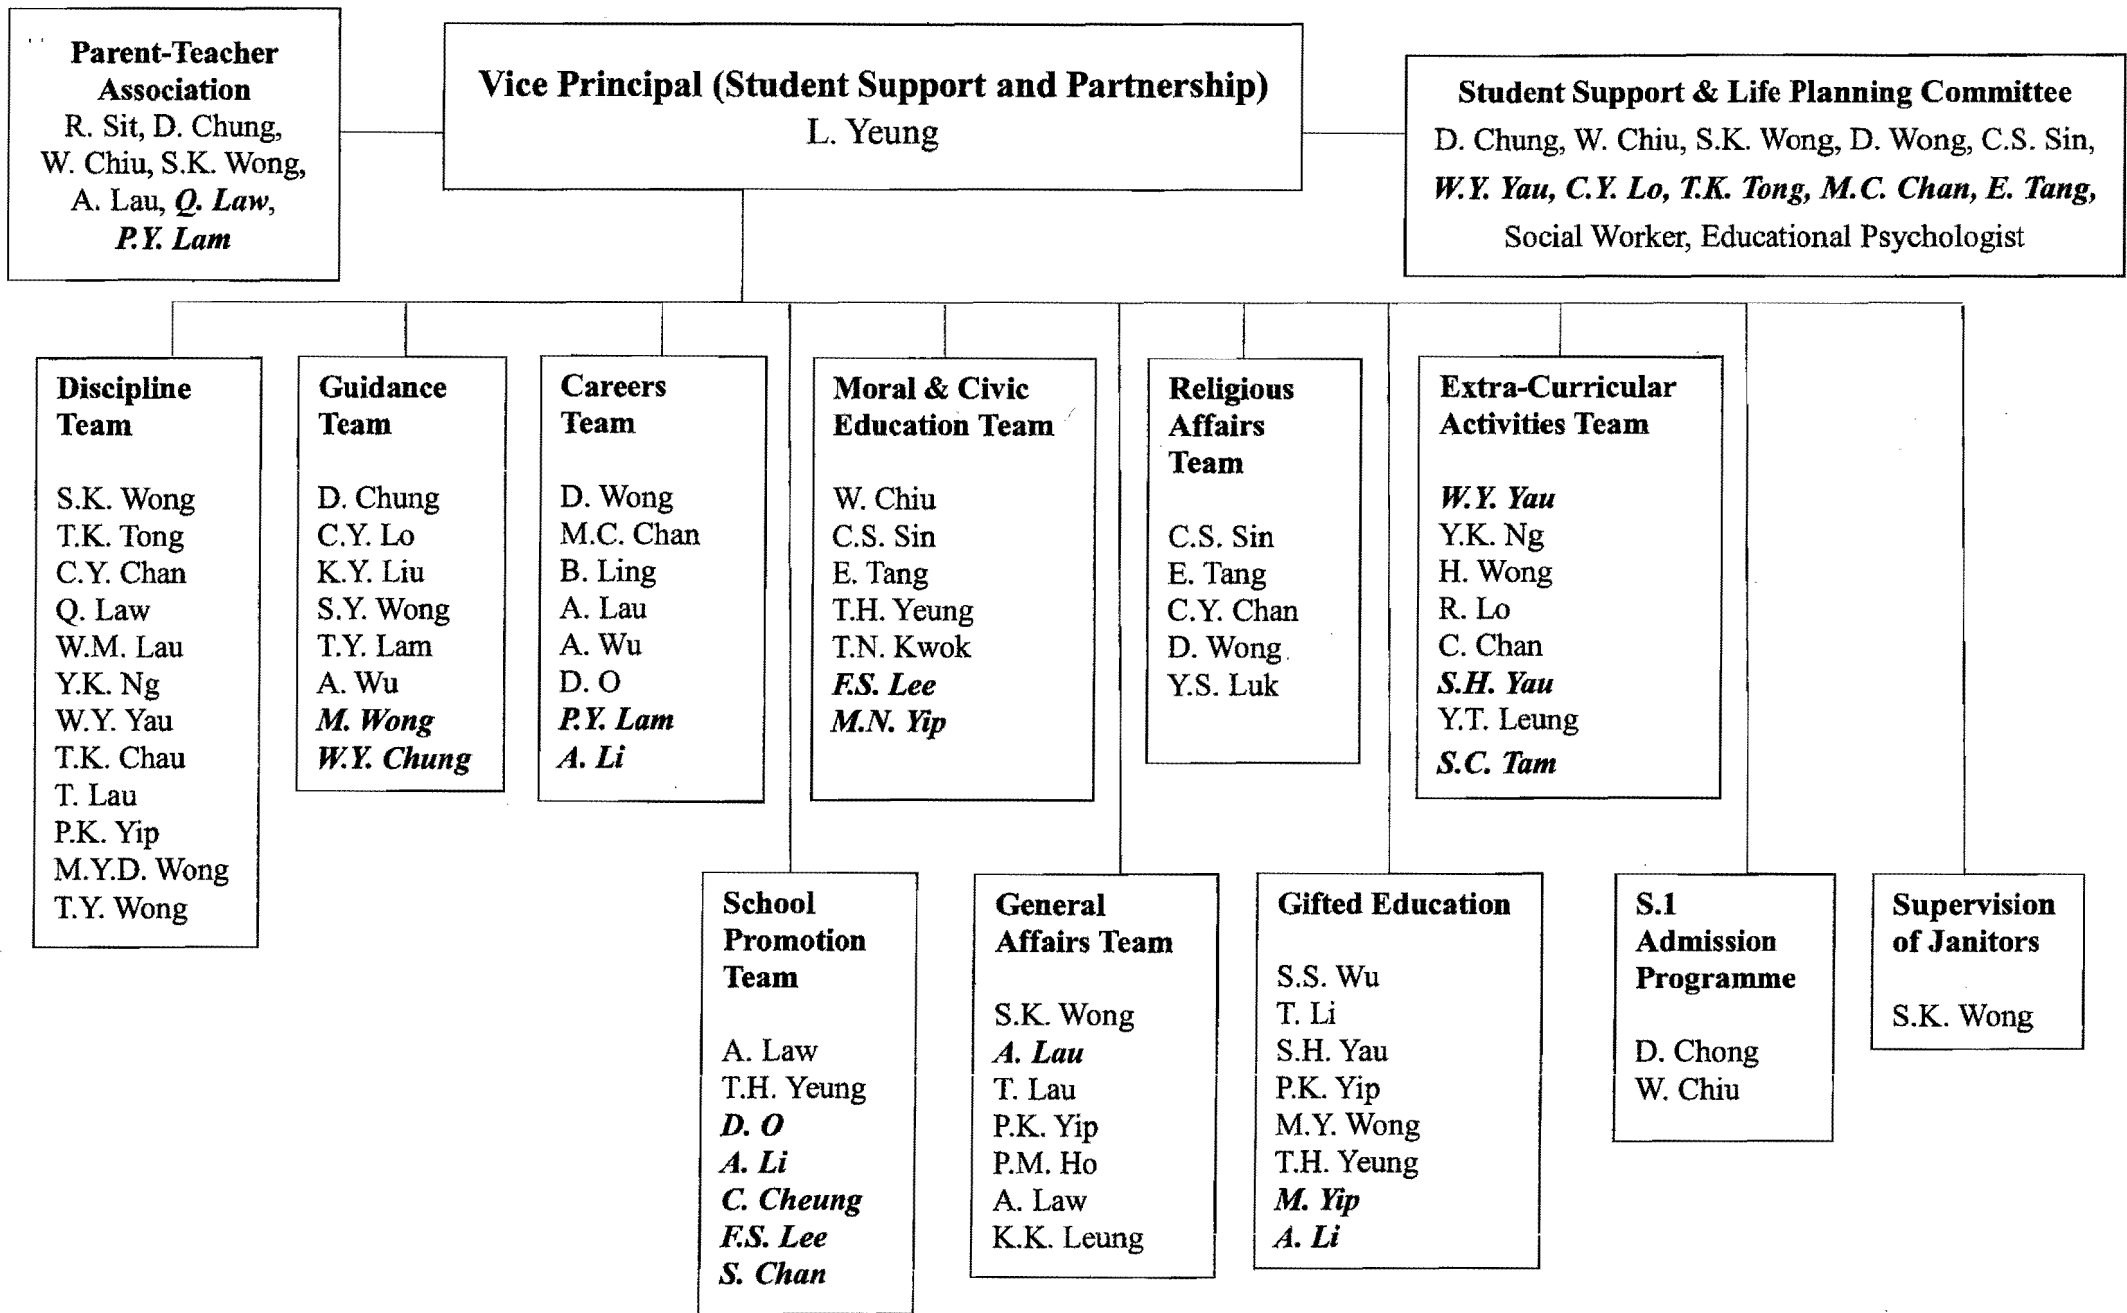 Parent-Teacher
Association
R. Sit, D. Chung,
W. Chiu, S.K. Wong,
A. Lau, Q. Law,
P.Y. Lam
Vice Principal (Student Support and Partnership)
L. Yeung
Student Support & Life Planning Committee
D. Chung, W. Chiu, S.K. Wong, D. Wong, C.S. Sin,
W.Y. Yau, C.Y. Lo, T.K. Tong, M.C. Chan, E. Tang,
Social Worker, Educational Psychologist
Discipline
Team
S.K. Wong
T.K. Tong
C.Y. Chan
Q. Law
W.M. Lau
Y.K. Ng
W.Y. Yau
T.K. Chau
T. Lau
P.K. Yip
M.Y.D. Wong
T.Y. Wong
Guidance
Team
D. Chung
C.Y. Lo
K.Y. Liu
S.Y. Wong
T.Y. Lam
A. Wu
M. Wong
W.Y. Chung
Careers
Team
D. Wong
M.C. Chan
B. Ling
A. Lau
A. Wu
D. O
P.Y. Lam
A. Li
Moral & Civic
Education Team
W. Chiu
C.S. Sin
E. Tang
T.H. Yeung
T.N. Kwok
F.S. Lee
M.N. Yip
Religious
Affairs
Team
C.S. Sin
E. Tang
C.Y. Chan
D. Wong
Y.S. Luk
Extra-Curricular
Activities Team
W.Y. Yau
Y.K. Ng
H. Wong
R. Lo
C. Chan
S.H. Yau
Y.T. Leung
S.C. Tam
School
Promotion
Team
A. Law
T.H. Yeung
D. O
A. Li
C. Cheung
F.S. Lee
S. Chan
General
Affairs Team
S.K. Wong
A. Lau
T. Lau
P.K. Yip
P.M. Ho
A. Law
K.K. Leung
Gifted Education
S.S. Wu
T. Li
S.H. Yau
P.K. Yip
M.Y. Wong
T.H. Yeung
M. Yip
A. Li
S.1
Admission
Programme
D. Chong
W. Chiu
Supervision
of Janitors
S.K. Wong